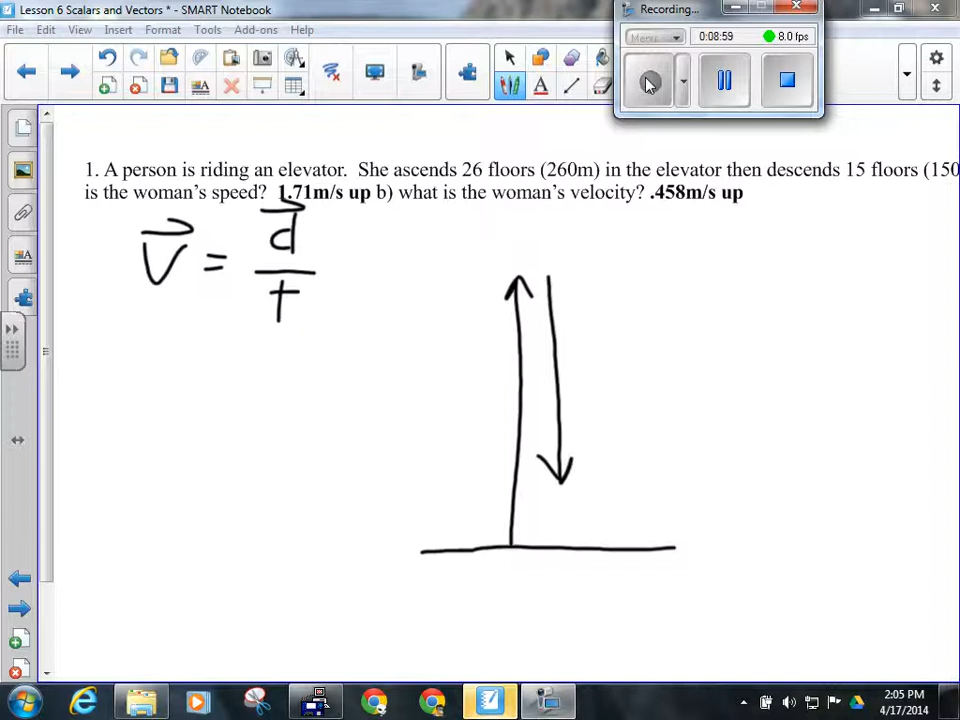 Lesson 6 Scalars and Vectors * - SMART Notebook
Recording...
File Edit View Insert Format Tools Add-ons Help
Menu 0:08:59 8.0 fps
A A
1. A person is riding an elevator. She ascends 26 floors (260m) in the elevator then descends 15 floors (150
is the woman's speed? 1.71m/s up b) what is the woman's velocity? .458m/s up
V = d
t
2:05 PM
4/17/2014